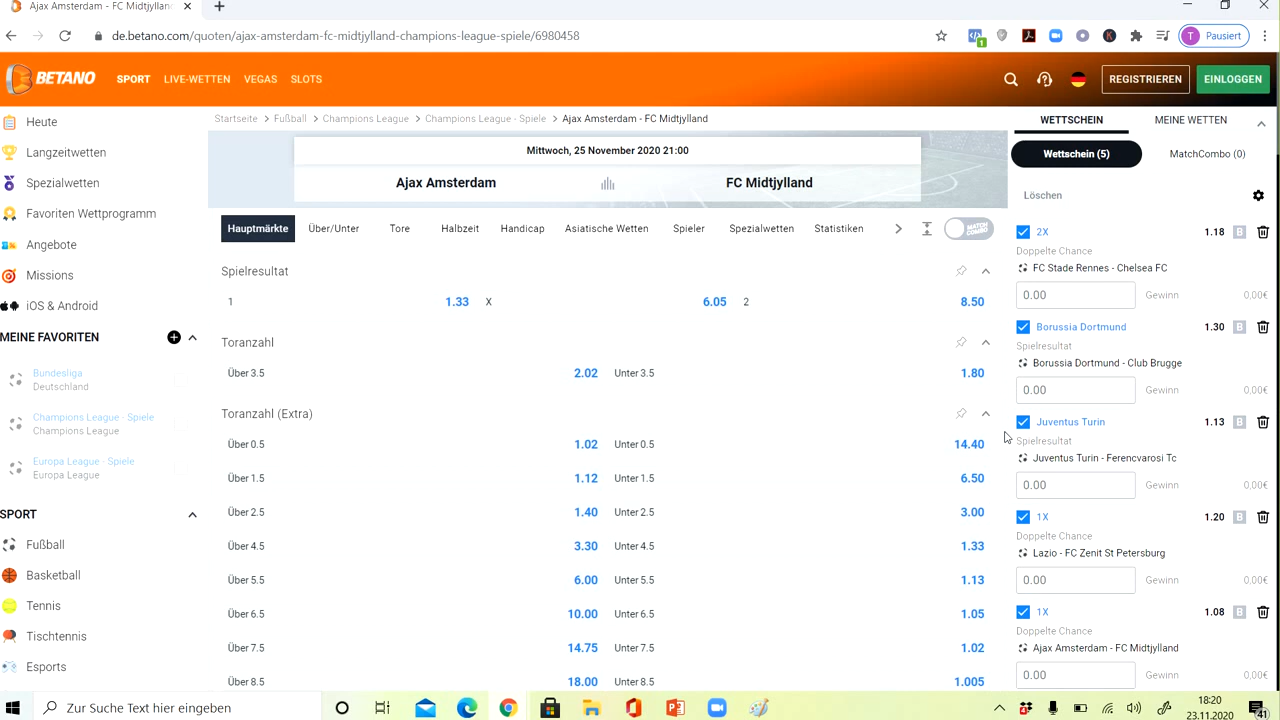 Ajax Amsterdam - FC Midtjylland
de.betano.com/quoten/ajax-amsterdam-fc-midtjylland-champions-league-spiele/6980458
1
T Pausiert
BETANO SPORT LIVE-WETTEN VEGAS SLOTS REGISTRIEREN EINLOGGEN
Heute
Langzeitwetten
Spezialwetten
Favoriten Wettprogramm
Angebote
Missions
iOS & Android
MEINE FAVORITEN
Bundesliga
Deutschland
Champions League - Spiele
Champions League
Europa League - Spiele
Europa League
SPORT
Fußball
Basketball
Tennis
Tischtennis
Esports
Startseite > Fußball > Champions League > Champions League - Spiele > Ajax Amsterdam - FC Midtjylland
Mittwoch, 25 November 2020 21:00
Ajax Amsterdam FC Midtjylland
Hauptmärkte Über/Unter Tore Halbzeit Handicap Asiatische Wetten Spieler Spezialwetten Statistiken
MATCH COMBO
Spielresultat
1 1.33 X 6.05 2 8.50
Toranzahl
Über 3.5 2.02 Unter 3.5 1.80
Toranzahl (Extra)
Über 0.5 1.02 Unter 0.5 14.40
Über 1.5 1.12 Unter 1.5 6.50
Über 2.5 1.40 Unter 2.5 3.00
Über 4.5 3.30 Unter 4.5 1.33
Über 5.5 6.00 Unter 5.5 1.13
Über 6.5 10.00 Unter 6.5 1.05
Über 7.5 14.75 Unter 7.5 1.02
Über 8.5 18.00 Unter 8.5 1.005
WETTSCHEIN MEINE WETTEN
Wettschein (5) MatchCombo (0)
Löschen
2X 1.18 B
Doppelte Chance
FC Stade Rennes - Chelsea FC
0.00 Gewinn 0,00€
Borussia Dortmund 1.30 B
Spielresultat
Borussia Dortmund - Club Brugge
0.00 Gewinn 0,00€
Juventus Turin 1.13 B
Spielresultat
Juventus Turin - Ferencvarosi Tc
0.00 Gewinn 0,00€
1X 1.20 B
Doppelte Chance
Lazio - FC Zenit St Petersburg
0.00 Gewinn 0,00€
1X 1.08 B
Doppelte Chance
Ajax Amsterdam - FC Midtjylland
0.00 Gewinn 0,00€
Zur Suche Text hier eingeben
18:20
23.11.2020
41